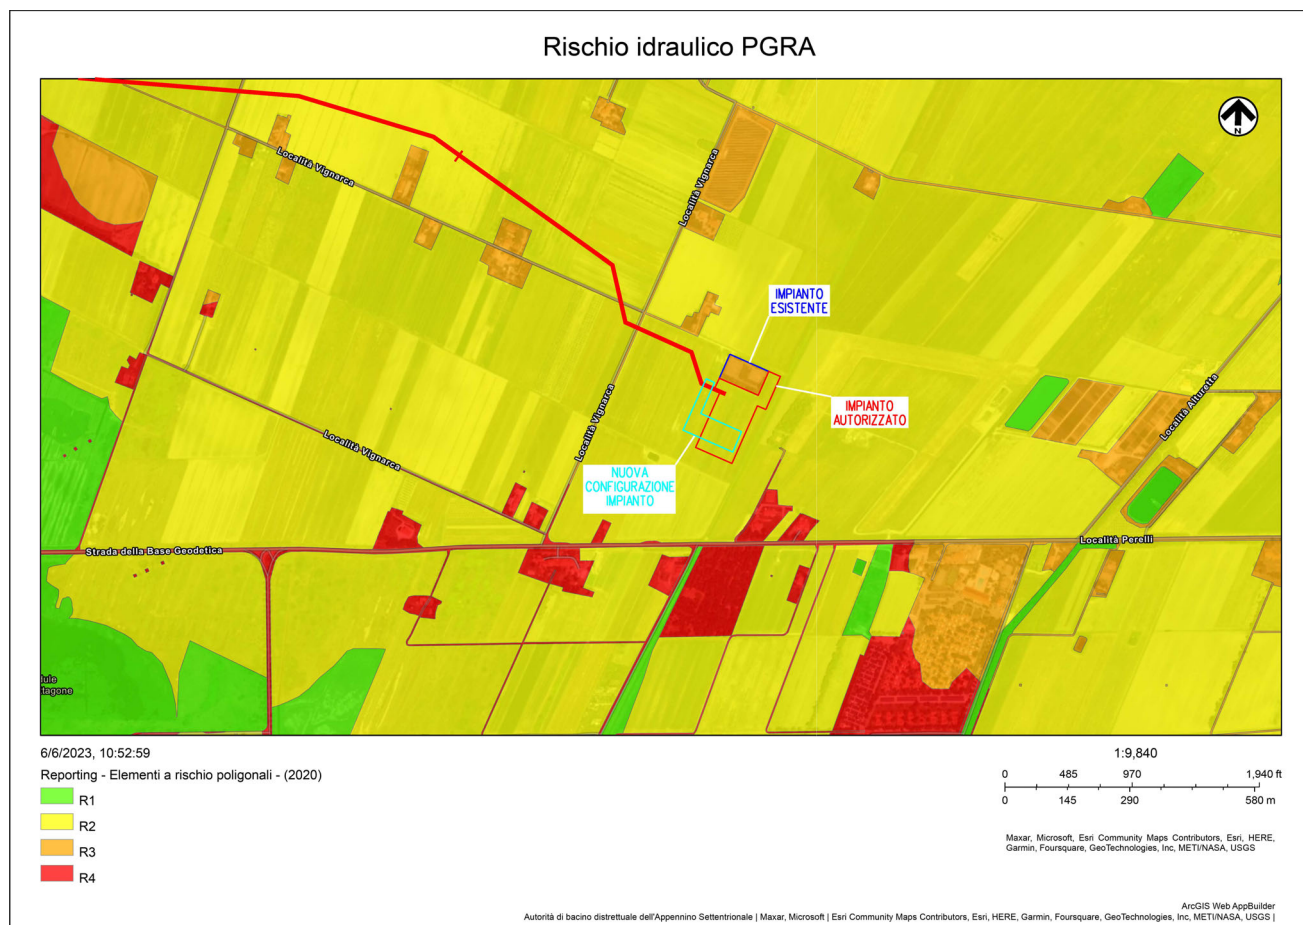 Rischio idraulico PGRA
N
Località Vignarca
Località Vignarca
IMPIANTO
ESISTENTE
IMPIANTO
AUTORIZZATO
Località Alturetta
Località Vignarca
Località Vignarca
NUOVA
CONFIGURAZIONE
IMPIANTO
Strada della Base Geodetica
Località Perelli
tagone
6/6/2023, 10:52:59
Reporting - Elementi a rischio poligonali - (2020)
R1
R2
R3
R4
1:9,840
0 485 970 1,940 ft
0 145 290 580 m
Maxar, Microsoft, Esri Community Maps Contributors, Esri, HERE,
Garmin, Foursquare, GeoTechnologies, Inc, METI/NASA, USGS
ArcGIS Web AppBuilder
Autorità di bacino distrettuale dell'Appennino Settentrionale | Maxar, Microsoft | Esri Community Maps Contributors, Esri, HERE, Garmin, Foursquare, GeoTechnologies, Inc, METI/NASA, USGS |